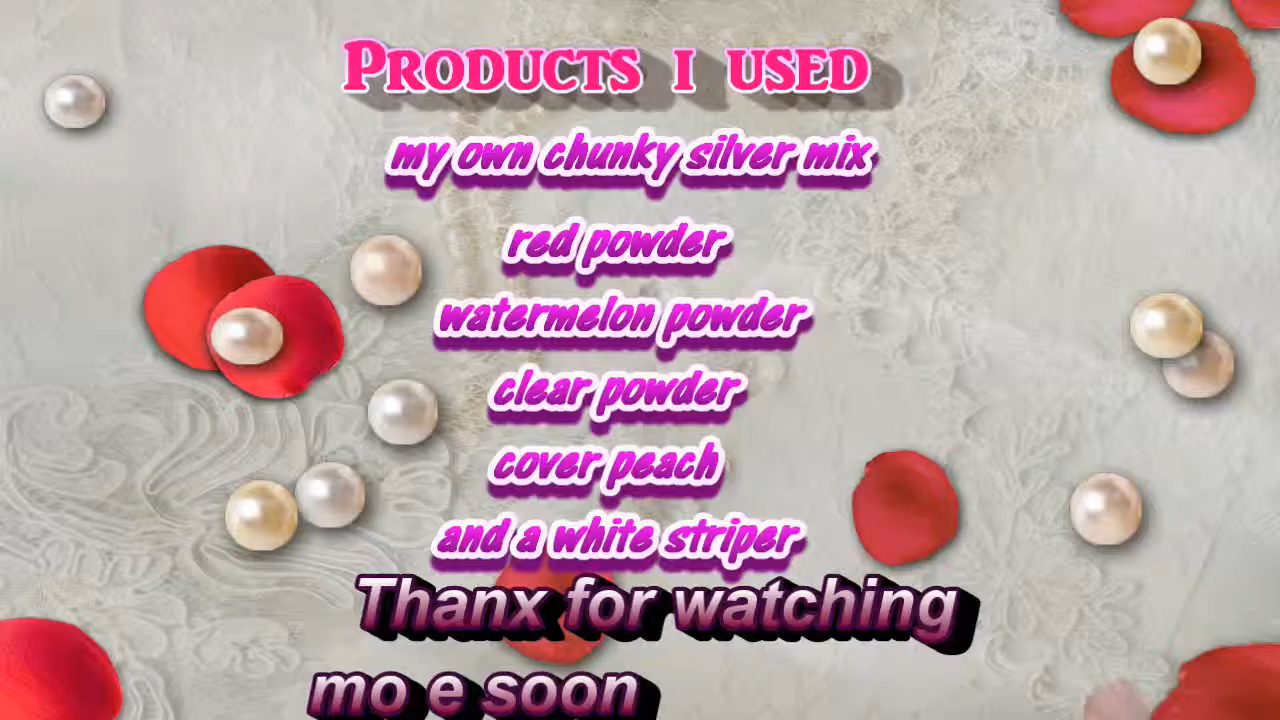 Products i used
my own chunky silver mix
red powder
watermelon powder
clear powder
cover peach
and a white striper
Thanx for watching
mo e soon